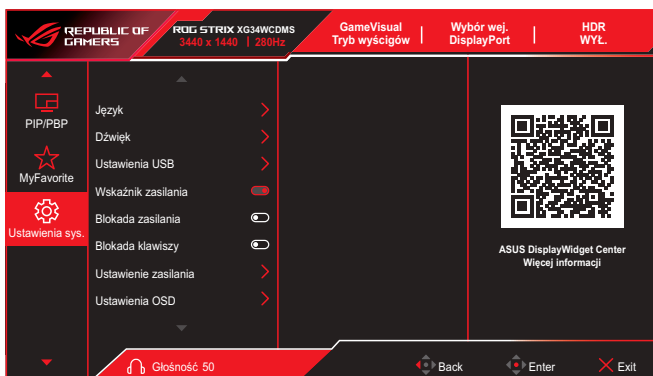 REPUBLIC OF
GAMERS
ROG STRIX XG34WCDMS
3440 x 1440 | 280Hz
GameVisual
Tryb wyścigów
Wybór wej.
DisplayPort
HDR
WYŁ.
PIP/PBP
MyFavorite
Ustawienia sys.
Język
Dźwięk
Ustawienia USB
Wskaźnik zasilania
Blokada zasilania
Blokada klawiszy
Ustawienie zasilania
Ustawienia OSD
ASUS DisplayWidget Center
Więcej informacji
Głośność 50
Back
Enter
Exit